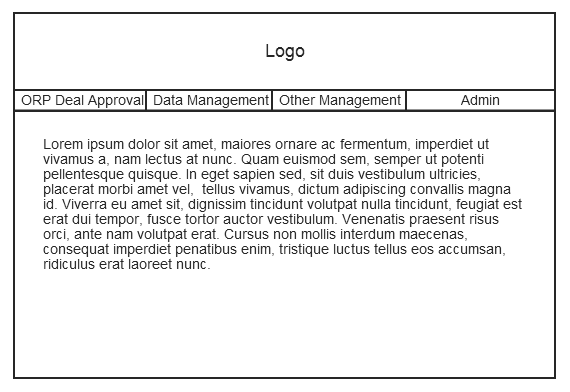 Logo
ORP Deal Approval Data Management Other Management Admin
Lorem ipsum dolor sit amet, maiores ornare ac fermentum, imperdiet ut
vivamus a, nam lectus at nunc. Quam euismod sem, semper ut potenti
pellentesque quisque. In eget sapien sed, sit duis vestibulum ultricies,
placerat morbi amet vel,  tellus vivamus, dictum adipiscing convallis magna
id. Viverra eu amet sit, dignissim tincidunt volutpat nulla tincidunt, feugiat est
erat dui tempor, fusce tortor auctor vestibulum. Venenatis praesent risus
orci, ante nam volutpat erat. Cursus non mollis interdum maecenas,
consequat imperdiet penatibus enim, tristique luctus tellus eos accumsan,
ridiculus erat laoreet nunc.